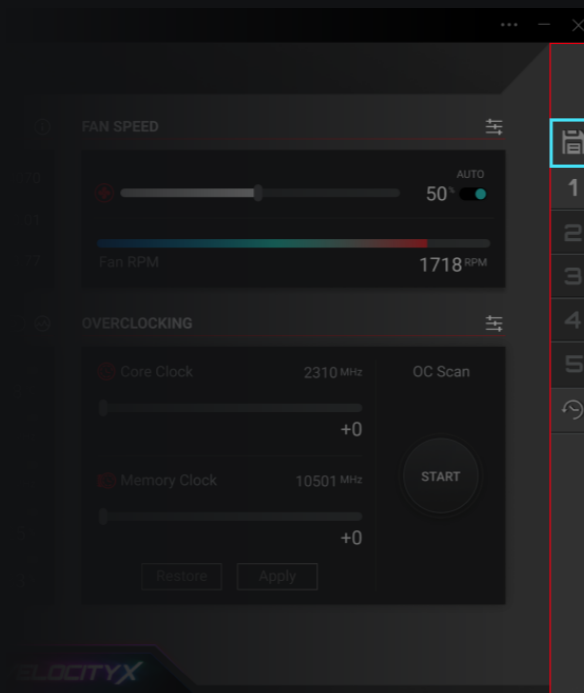 FAN SPEED
AUTO
50 %
Fan RPM
1718 RPM
OVERCLOCKING
Core Clock
2310 MHz
OC Scan
+0
START
Memory Clock
10501 MHz
+0
Restore
Apply
1
2
3
4
5
LOCITYX